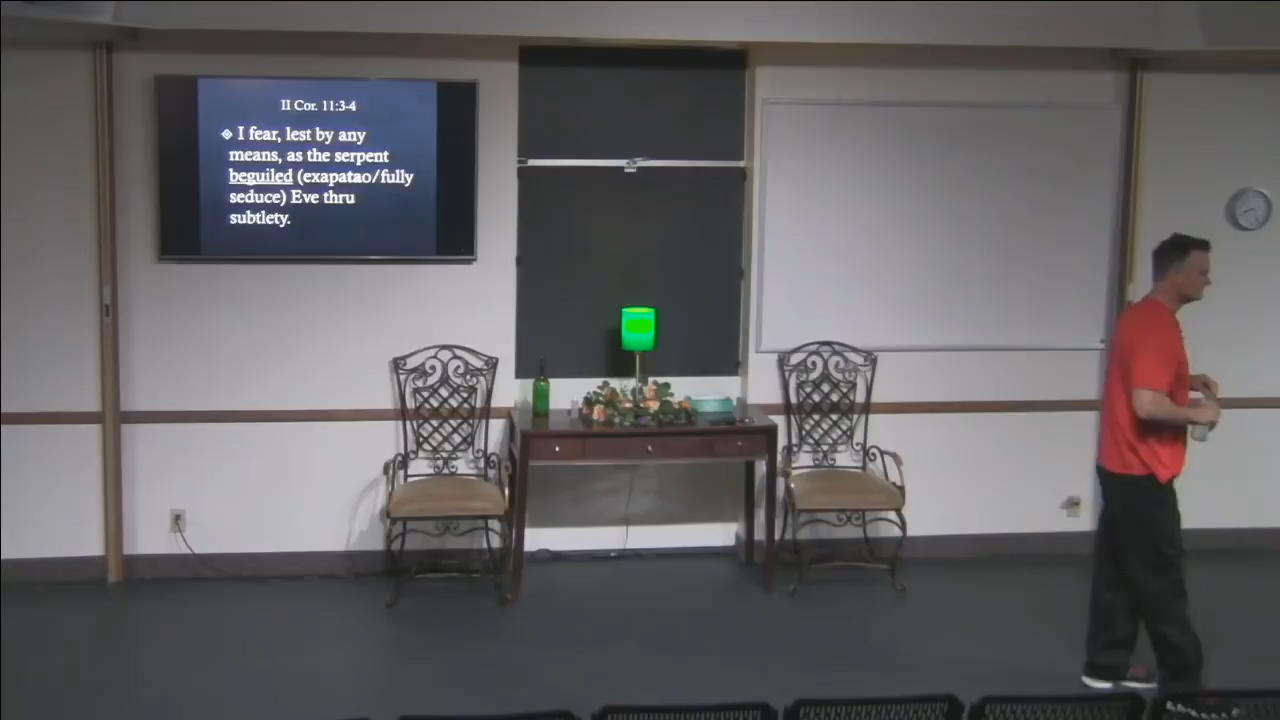 II Cor. 11:3-4
I fear, lest by any
means, as the serpent
beguiled (exapatao/fully
seduce) Eve thru
subtlety.